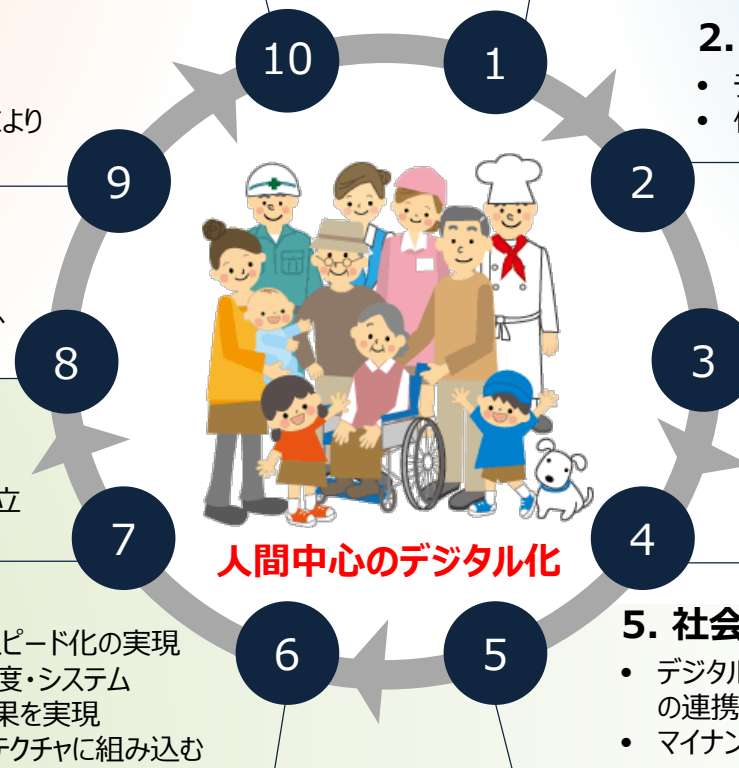 10
1
2.
より
9
2
8
3
立
7
4
人間中心のデジタル化
ピード化の実現
度・システム
果を実現
テクチャに組み込む
6
5
5. 社会
• デジタル
の連携
• マイナン